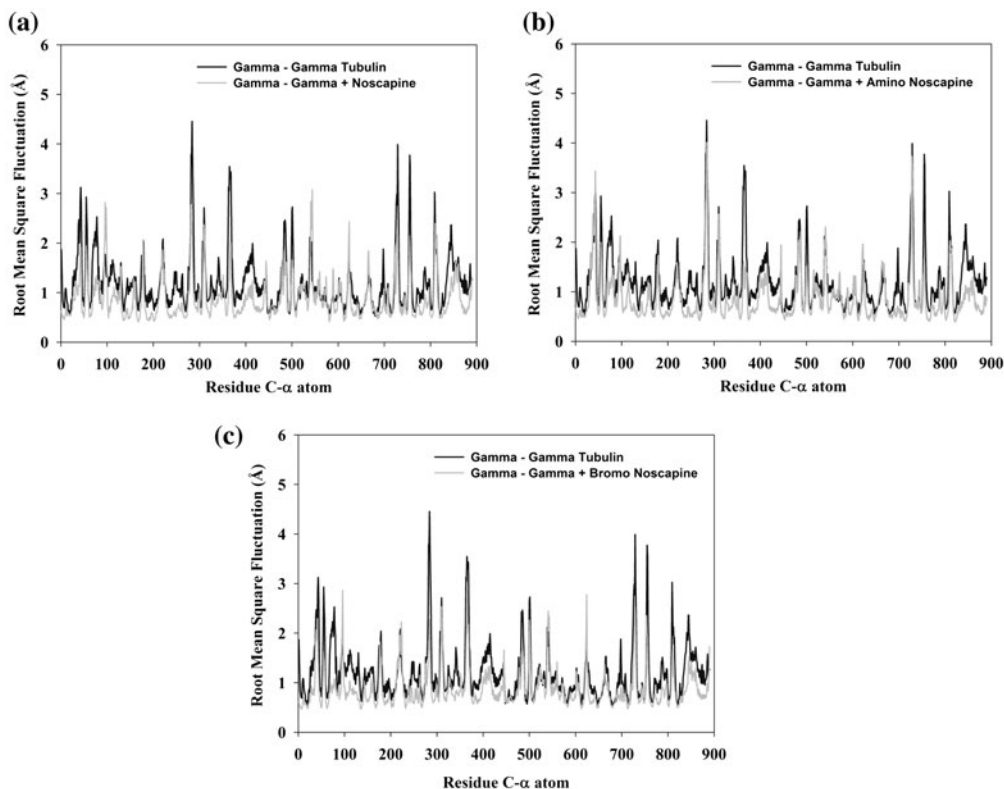 (a)
6
5
4
3
2
1
0
Root Mean Square Fluctuation (Å)
Gamma - Gamma Tubulin
Gamma - Gamma + Noscapine
0 100 200 300 400 500 600 700 800 900
Residue C-α atom
(b)
6
5
4
3
2
1
0
Root Mean Square Fluctuation (Å)
Gamma - Gamma Tubulin
Gamma - Gamma + Amino Noscapine
0 100 200 300 400 500 600 700 800 900
Residue C-α atom
(c)
6
5
4
3
2
1
0
Root Mean Square Fluctuation (Å)
Gamma - Gamma Tubulin
Gamma - Gamma + Bromo Noscapine
0 100 200 300 400 500 600 700 800 900
Residue C-α atom